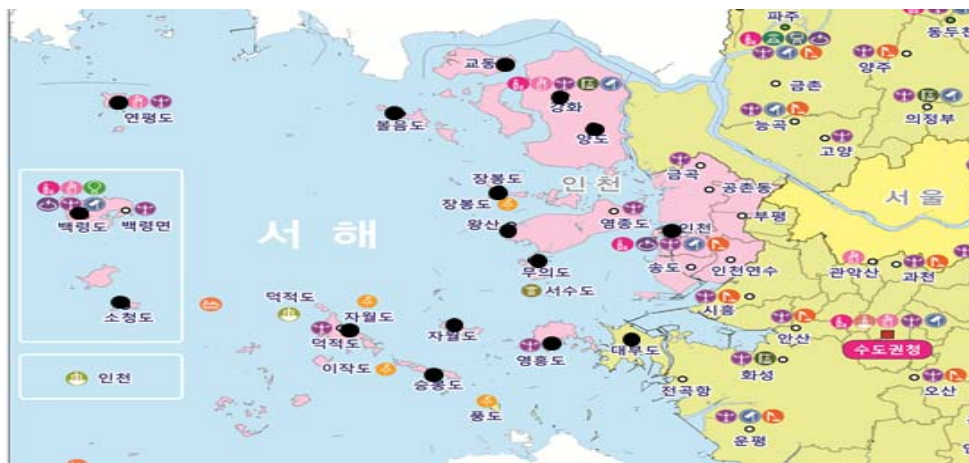 파주
동두천
교동
양주
강화
금촌
연평도
볼음도
능곡
의정부
양도
고양
장봉도
금곡
인천
공촌동
장봉도
서울
백령도
백령면
서해
왕산
영종도
부평
인천
무의도
송도
인천연수
관악산
과천
서수도
덕적도
소청도
자월도
시흥
덕적도
자월도
영흥도
대부도
안산
수도권청
이작도
화성
인천
승봉도
전곡항
오산
풍도
운평